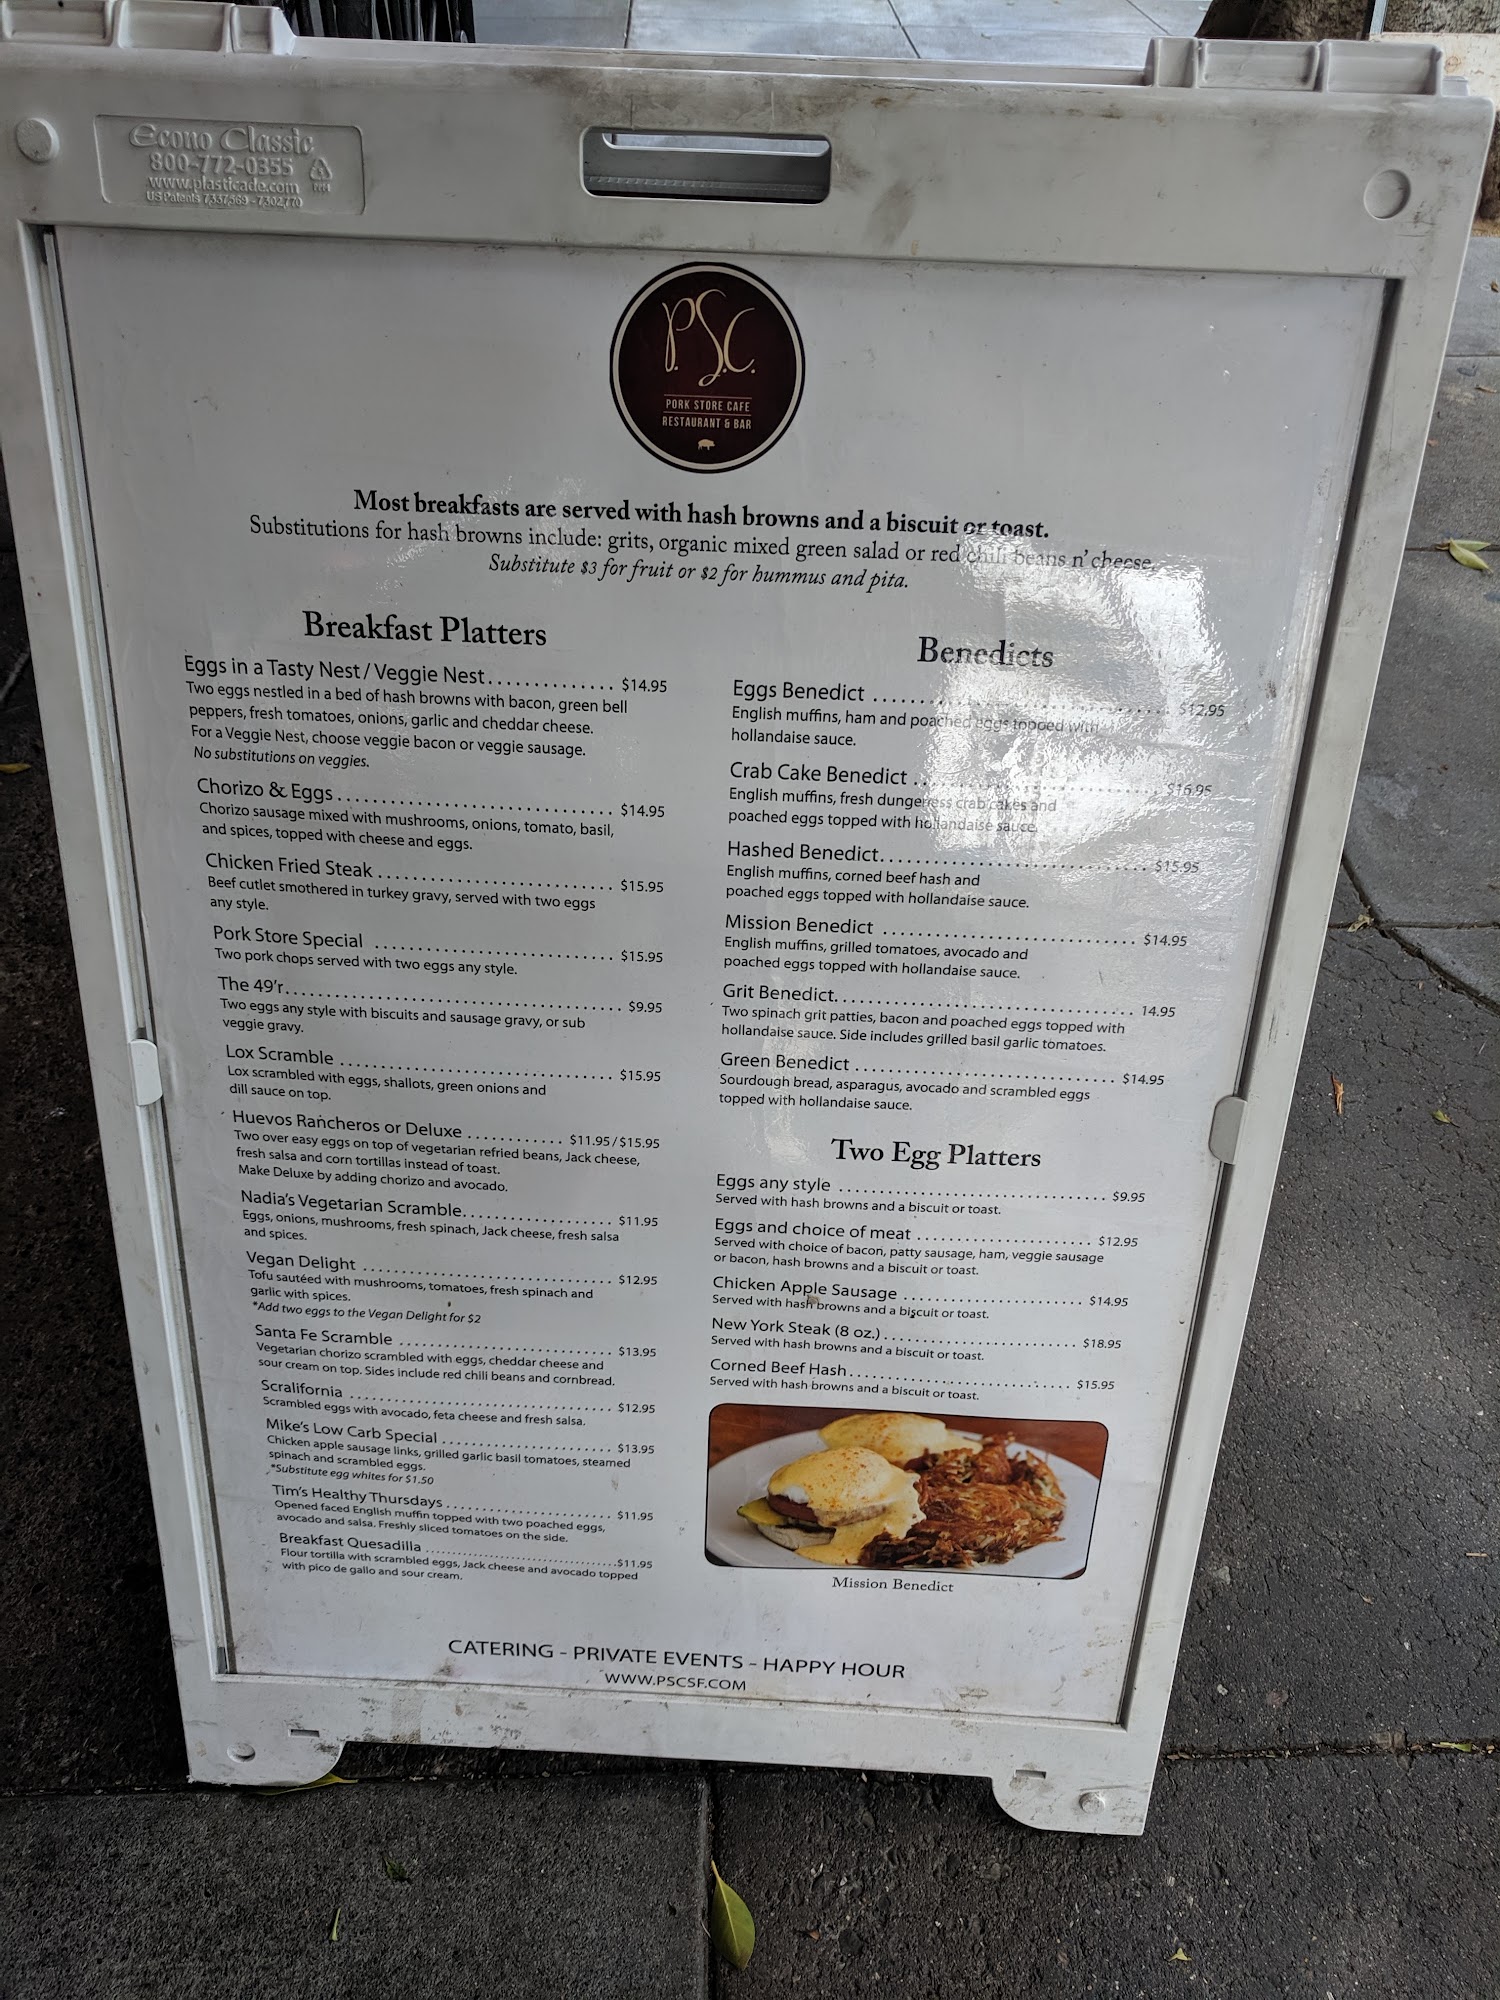 Econo Classic
800-772-0355
www.plasticade.com
US Patents 7,337,569 - 7,302,770
P.S.C.
PORK STORE CAFE
RESTAURANT & BAR
Most breakfasts are served with hash browns and a biscuit or toast.
Substitutions for hash browns include: grits, organic mixed green salad or red chili beans n' cheese.
Substitute $3 for fruit or $2 for hummus and pita.
Breakfast Platters
Eggs in a Tasty Nest / Veggie Nest .............. $14.95
Two eggs nestled in a bed of hash browns with bacon, green bell
peppers, fresh tomatoes, onions, garlic and cheddar cheese.
For a Veggie Nest, choose veggie bacon or veggie sausage.
No substitutions on veggies.
Chorizo & Eggs .............................. $14.95
Chorizo sausage mixed with mushrooms, onions, tomato, basil,
and spices, topped with cheese and eggs.
Chicken Fried Steak .......................... $15.95
Beef cutlet smothered in turkey gravy, served with two eggs
any style.
Pork Store Special .......................... $15.95
Two pork chops served with two eggs any style.
The 49'r .................................... $9.95
Two eggs any style with biscuits and sausage gravy, or sub
veggie gravy.
Lox Scramble .............................. $15.95
Lox scrambled with eggs, shallots, green onions and
dill sauce on top.
Huevos Rancheros or Deluxe ............ $11.95 / $15.95
Two over easy eggs on top of vegetarian refried beans, Jack cheese,
fresh salsa and corn tortillas instead of toast.
Make Deluxe by adding chorizo and avocado.
Nadia's Vegetarian Scramble .................. $11.95
Eggs, onions, mushrooms, fresh spinach, Jack cheese, fresh salsa
and spices.
Vegan Delight .............................. $12.95
Tofu sautéed with mushrooms, tomatoes, fresh spinach and
garlic with spices.
*Add two eggs to the Vegan Delight for $2
Santa Fe Scramble .......................... $13.95
Vegetarian chorizo scrambled with eggs, cheddar cheese and
sour cream on top. Sides include red chili beans and cornbread.
Scralifornia ................................ $12.95
Scrambled eggs with avocado, feta cheese and fresh salsa.
Mike's Low Carb Special ...................... $13.95
Chicken apple sausage links, grilled garlic basil tomatoes, steamed
spinach and scrambled eggs.
*Substitute egg whites for $1.50
Tim's Healthy Thursdays ...................... $11.95
Opened faced English muffin topped with two poached eggs,
avocado and salsa. Freshly sliced tomatoes on the side.
Breakfast Quesadilla .......................... $11.95
Flour tortilla with scrambled eggs, Jack cheese and avocado topped
with pico de gallo and sour cream.
Benedicts
Eggs Benedict .............................. $12.95
English muffins, ham and poached eggs topped with
hollandaise sauce.
Crab Cake Benedict .......................... $16.95
English muffins, fresh dungeness crab cakes and
poached eggs topped with hollandaise sauce.
Hashed Benedict .............................. $15.95
English muffins, corned beef hash and
poached eggs topped with hollandaise sauce.
Mission Benedict ............................ $14.95
English muffins, grilled tomatoes, avocado and
poached eggs topped with hollandaise sauce.
Grit Benedict ................................ 14.95
Two spinach grit patties, bacon and poached eggs topped with
hollandaise sauce. Side includes grilled basil garlic tomatoes.
Green Benedict .............................. $14.95
Sourdough bread, asparagus, avocado and scrambled eggs
topped with hollandaise sauce.
Two Egg Platters
Eggs any style ................................ $9.95
Served with hash browns and a biscuit or toast.
Eggs and choice of meat ...................... $12.95
Served with choice of bacon, patty sausage, ham, veggie sausage
or bacon, hash browns and a biscuit or toast.
Chicken Apple Sausage ........................ $14.95
Served with hash browns and a biscuit or toast.
New York Steak (8 oz.) ........................ $18.95
Served with hash browns and a biscuit or toast.
Corned Beef Hash ............................ $15.95
Served with hash browns and a biscuit or toast.
Mission Benedict
CATERING - PRIVATE EVENTS - HAPPY HOUR
WWW.PSCSF.COM